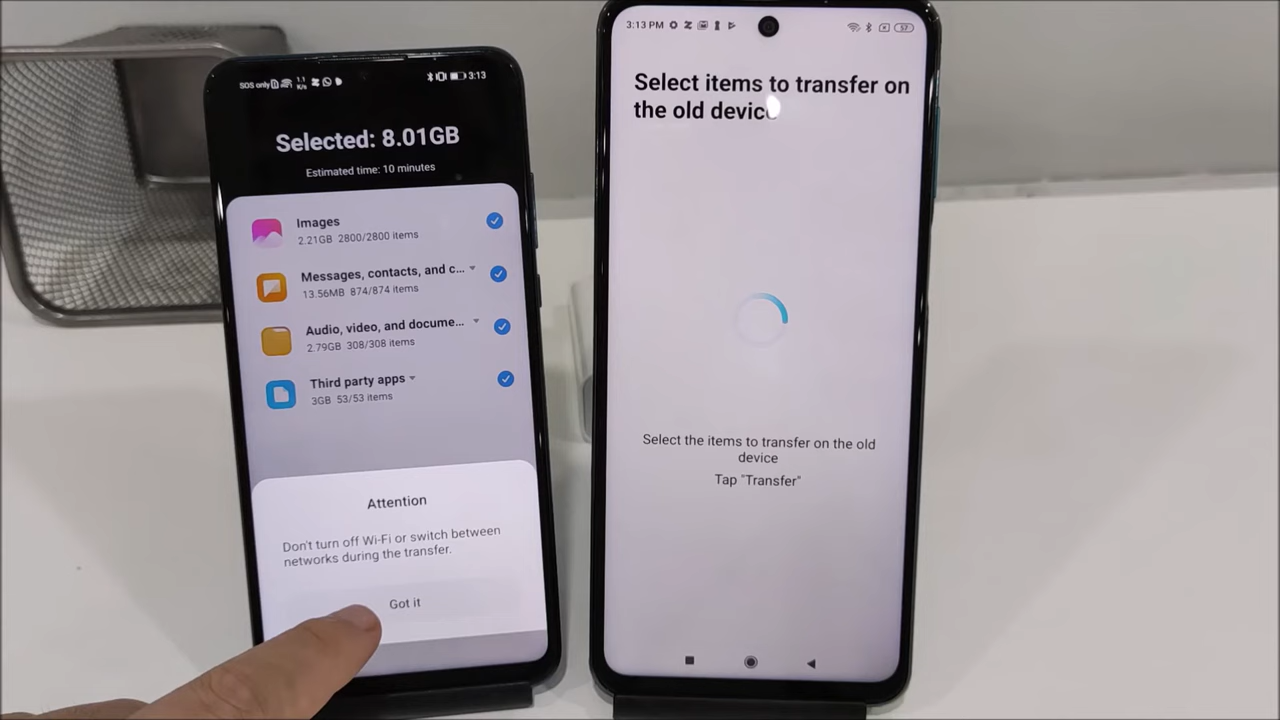 SOS only 1.1 K/s 3:13
Selected: 8.01GB
Estimated time: 10 minutes
Images
2.21GB 2800/2800 items
Messages, contacts, and c...
13.56MB 874/874 items
Audio, video, and docume...
2.79GB 308/308 items
Third party apps
3GB 53/53 items
Attention
Don't turn off Wi-Fi or switch between
networks during the transfer.
Got it
3:13 PM 57
Select items to transfer on
the old device
Select the items to transfer on the old
device
Tap "Transfer"